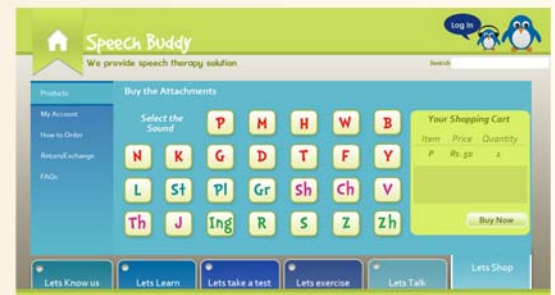 Log In
Speech Buddy
We provide speech therapy solution
Search
Products
My Account
How to Order
Return/Exchange
FAQs
Buy the Attachments
Select the
Sound
P M H W B
N K G D T F Y
L St Pl Gr Sh Ch V
Th J Ing R S Z Zh
Your Shopping Cart
Item Price Quantity
P Rs. 50 1
Buy Now
Lets Know us
Lets Learn
Lets take a test
Lets exercise
Lets Talk
Lets Shop